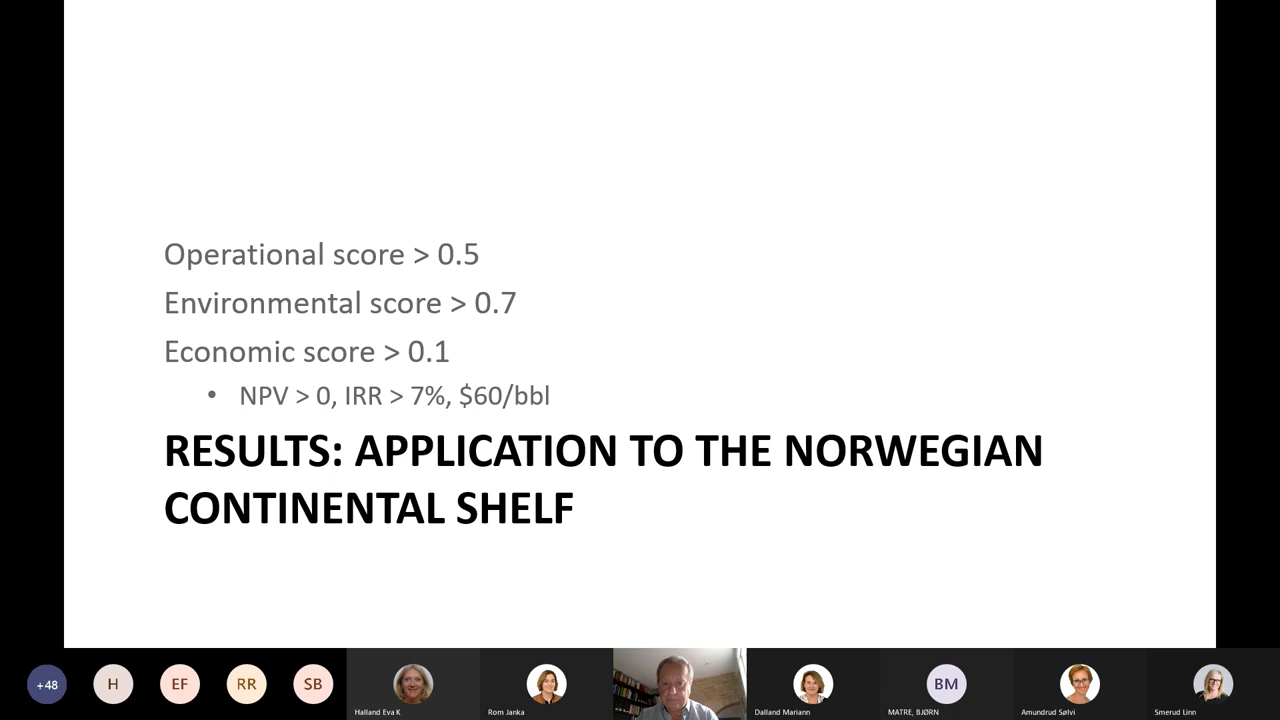 Operational score > 0.5
Environmental score > 0.7
Economic score > 0.1
• NPV > 0, IRR > 7%, $60/bbl
RESULTS: APPLICATION TO THE NORWEGIAN
CONTINENTAL SHELF
+48
H
EF
RR
SB
BM
Halland Eva K
Rom Janka
Dalland Mariann
MATRE, BJØRN
Amundrud Sølvi
Smerud Linn